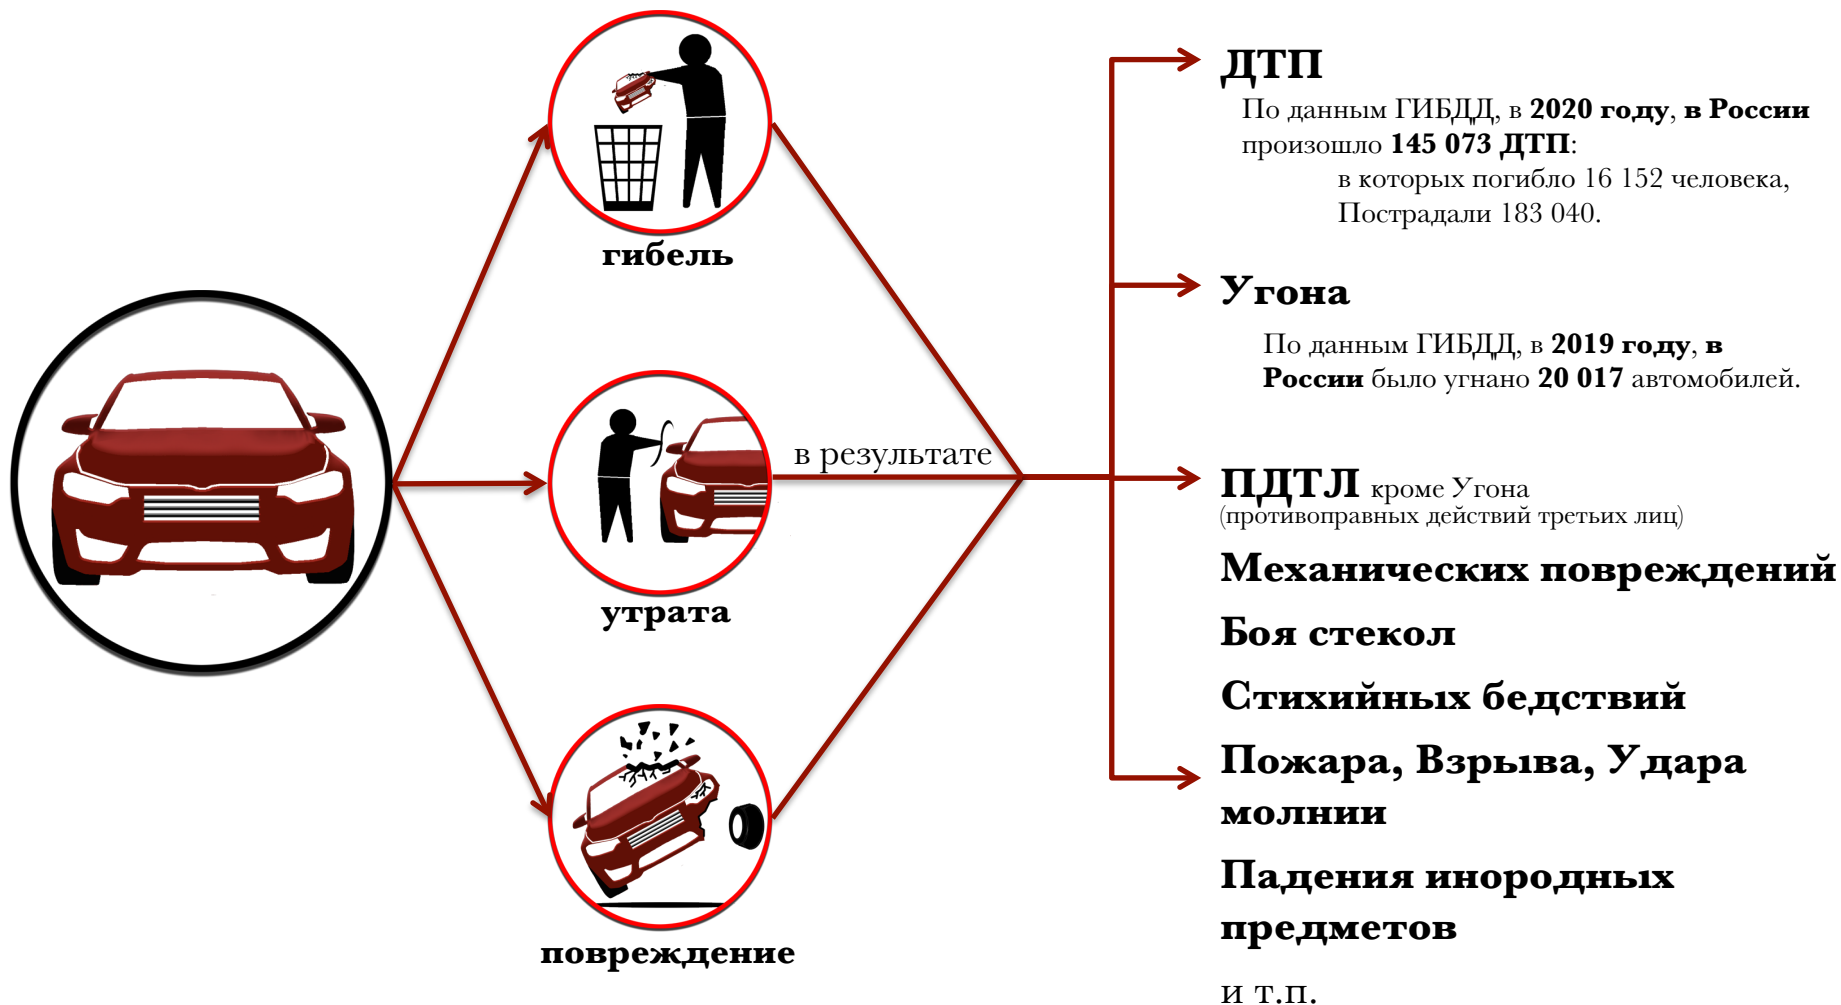 гибель
утрата
повреждение
в результате
ДТП
По данным ГИБДД, в 2020 году, в России
произошло 145 073 ДТП:
в которых погибло 16 152 человека,
Пострадали 183 040.
Угона
По данным ГИБДД, в 2019 году, в
России было угнано 20 017 автомобилей.
ПДТЛ кроме Угона
(противоправных действий третьих лиц)
Механических повреждений
Боя стекол
Стихийных бедствий
Пожара, Взрыва, Удара
молнии
Падения инородных
предметов
и т.п.